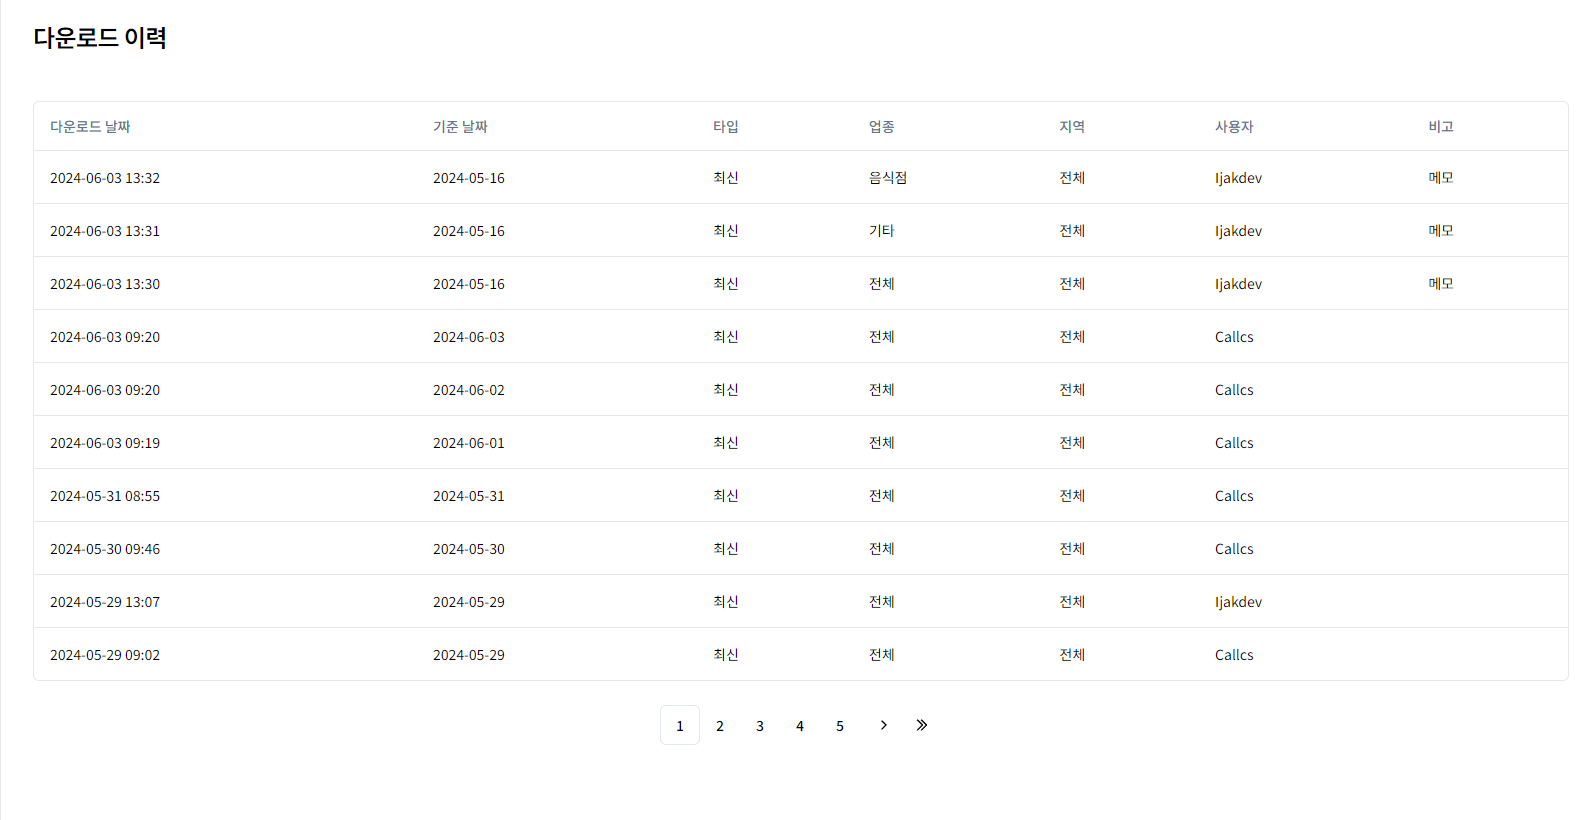 다운로드 이력
다운로드 날짜 기준 날짜 타입 업종 지역 사용자 비고
2024-06-03 13:32 2024-05-16 최신 음식점 전체 Ijakdev 메모
2024-06-03 13:31 2024-05-16 최신 기타 전체 Ijakdev 메모
2024-06-03 13:30 2024-05-16 최신 전체 전체 Ijakdev 메모
2024-06-03 09:20 2024-06-03 최신 전체 전체 Callcs
2024-06-03 09:20 2024-06-02 최신 전체 전체 Callcs
2024-06-03 09:19 2024-06-01 최신 전체 전체 Callcs
2024-05-31 08:55 2024-05-31 최신 전체 전체 Callcs
2024-05-30 09:46 2024-05-30 최신 전체 전체 Callcs
2024-05-29 13:07 2024-05-29 최신 전체 전체 Ijakdev
2024-05-29 09:02 2024-05-29 최신 전체 전체 Callcs
1 2 3 4 5